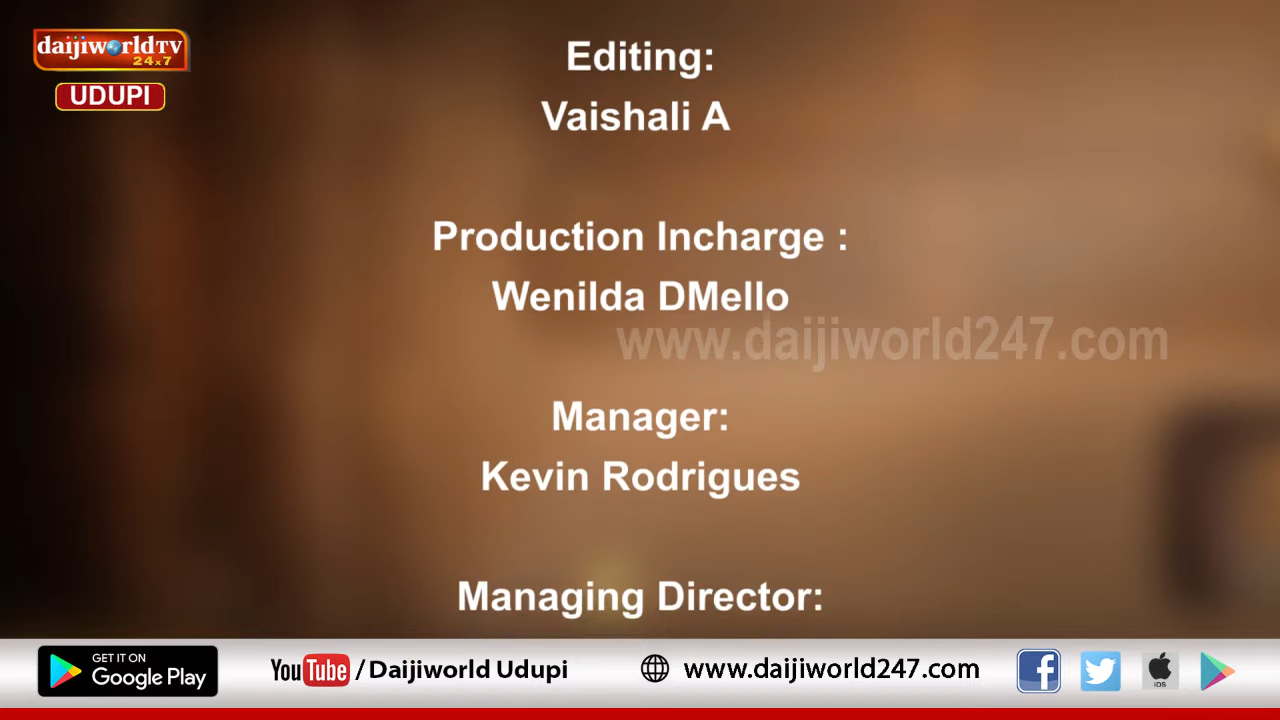 daijiworldTV
24x7
UDUPI
Editing:
Vaishali A
Production Incharge :
Wenilda DMello
www.daijiworld247.com
Manager:
Kevin Rodrigues
Managing Director:
GET IT ON
Google Play
YouTube /Daijiworld Udupi
www.daijiworld247.com
f
iOS